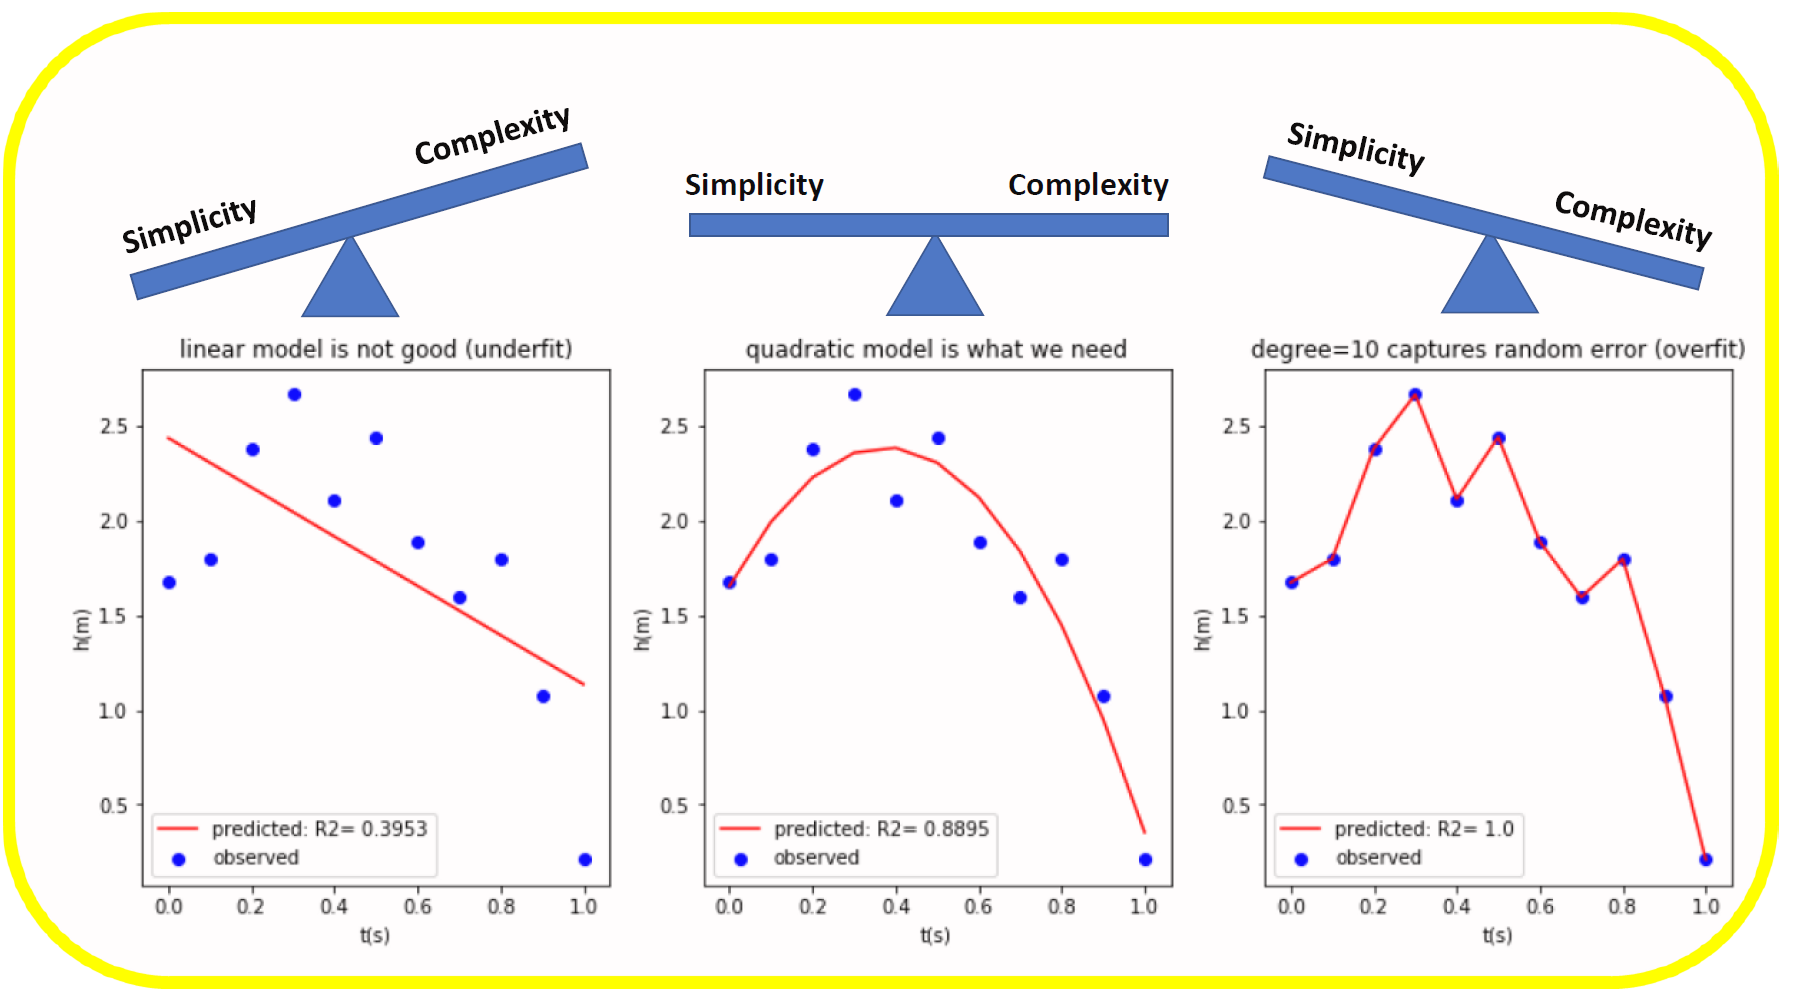 Simplicity
Complexity
Simplicity
Complexity
Simplicity
Complexity
linear model is not good (underfit)
h(m)
2.5
2.0
1.5
1.0
0.5
predicted: R2= 0.3953
observed
0.0 0.2 0.4 0.6 0.8 1.0
t(s)
quadratic model is what we need
h(m)
2.5
2.0
1.5
1.0
0.5
predicted: R2= 0.8895
observed
0.0 0.2 0.4 0.6 0.8 1.0
t(s)
degree=10 captures random error (overfit)
h(m)
2.5
2.0
1.5
1.0
0.5
predicted: R2= 1.0
observed
0.0 0.2 0.4 0.6 0.8 1.0
t(s)